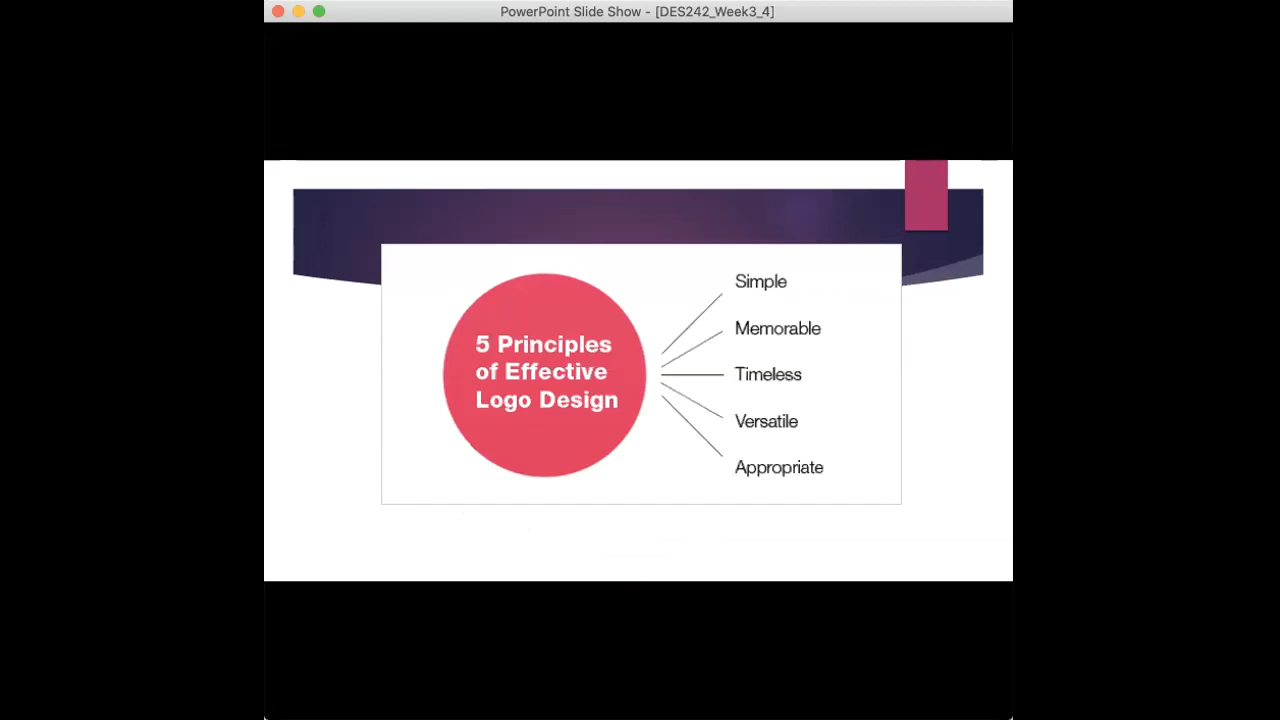 PowerPoint Slide Show - [DES242_Week3_4]
5 Principles
of Effective
Logo Design
Simple
Memorable
Timeless
Versatile
Appropriate